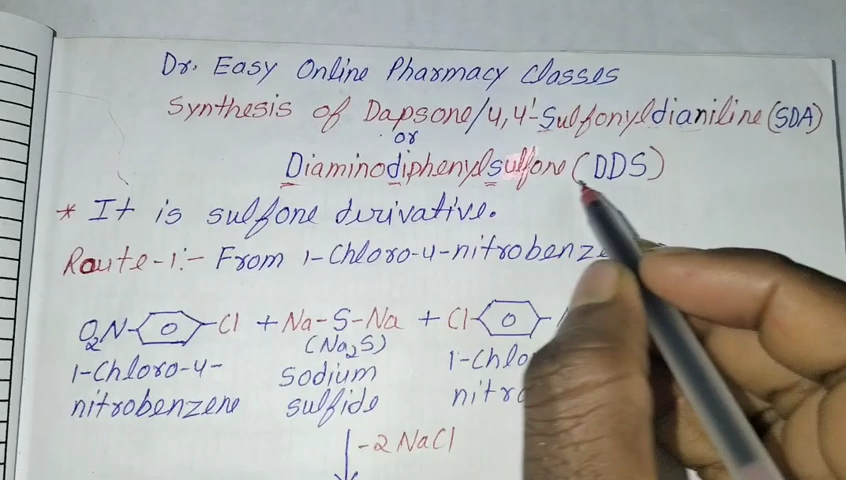 Dr. Easy Online Pharmacy Classes
Synthesis of Dapsone/4,4'-Sulfonyldianiline (SDA)
or
Diaminodiphenylsulfone (DDS)
* It is sulfone derivative.
Route-1:- From 1-Chloro-4-nitrobenze
O2N Cl + Na-S-Na + Cl
(Na2S)
1-Chloro-4- sodium 1-Chlo
nitrobenzene sulfide nitro
-2 NaCl